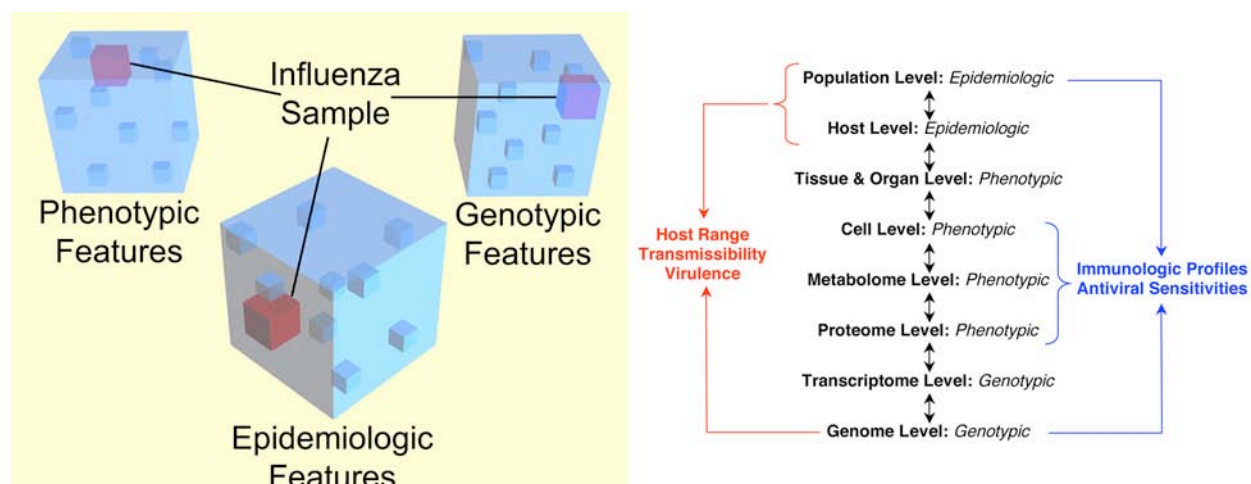 Influenza
Sample
Phenotypic
Features
Genotypic
Features
Epidemiologic
Features
Population Level: Epidemiologic
Host Level: Epidemiologic
Tissue & Organ Level: Phenotypic
Cell Level: Phenotypic
Metabolome Level: Phenotypic
Proteome Level: Phenotypic
Transcriptome Level: Genotypic
Genome Level: Genotypic
Host Range
Transmissibility
Virulence
Immunologic Profiles
Antiviral Sensitivities